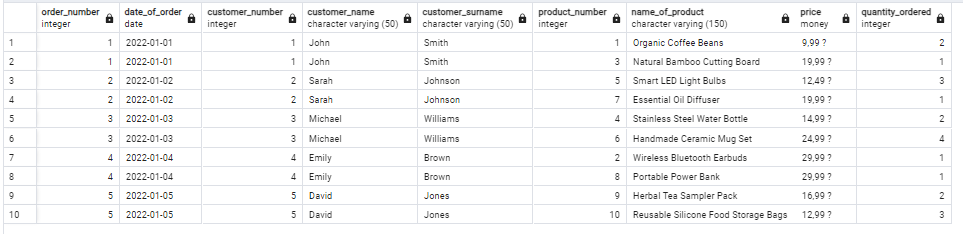 order_number date_of_order customer_number customer_name customer_surname product_number name_of_product price quantity_ordered
integer date integer character varying (50) character varying (50) integer character varying (150) money integer
1 1 2022-01-01 1 John Smith 1 Organic Coffee Beans 9,99 ? 2
2 1 2022-01-01 1 John Smith 3 Natural Bamboo Cutting Board 19,99 ? 1
3 2 2022-01-02 2 Sarah Johnson 5 Smart LED Light Bulbs 12,49 ? 3
4 2 2022-01-02 2 Sarah Johnson 7 Essential Oil Diffuser 19,99 ? 1
5 3 2022-01-03 3 Michael Williams 4 Stainless Steel Water Bottle 14,99 ? 2
6 3 2022-01-03 3 Michael Williams 6 Handmade Ceramic Mug Set 24,99 ? 4
7 4 2022-01-04 4 Emily Brown 2 Wireless Bluetooth Earbuds 29,99 ? 1
8 4 2022-01-04 4 Emily Brown 8 Portable Power Bank 29,99 ? 1
9 5 2022-01-05 5 David Jones 9 Herbal Tea Sampler Pack 16,99 ? 2
10 5 2022-01-05 5 David Jones 10 Reusable Silicone Food Storage Bags 12,99 ? 3